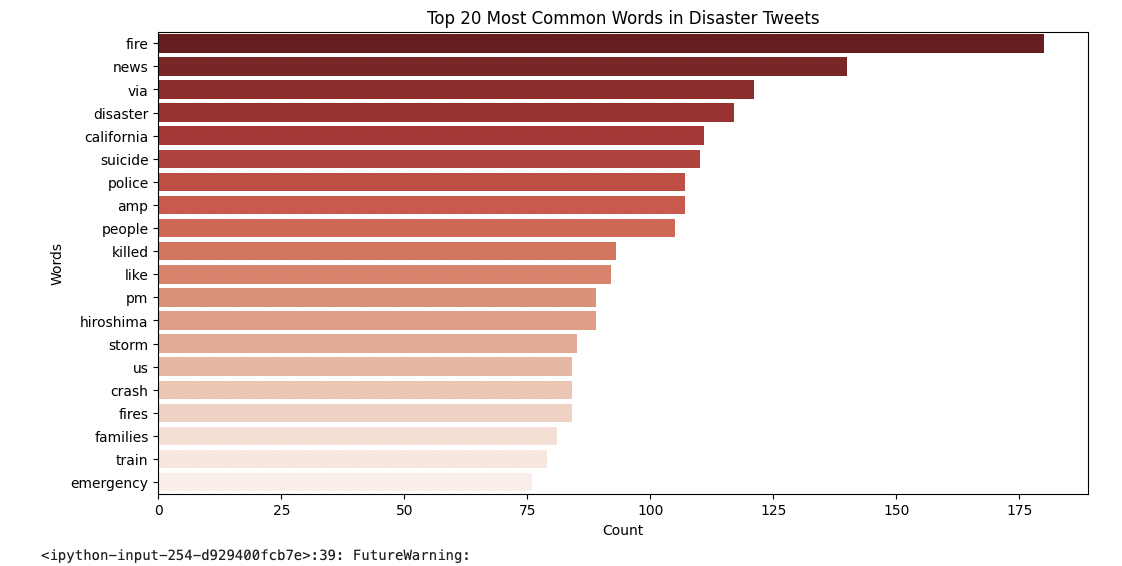 Top 20 Most Common Words in Disaster Tweets
Words
fire
news
via
disaster
california
suicide
police
amp
people
killed
like
pm
hiroshima
storm
us
crash
fires
families
train
emergency
0 25 50 75 100 125 150 175
Count
<ipython-input-254-d929400fcb7e>:39: FutureWarning: